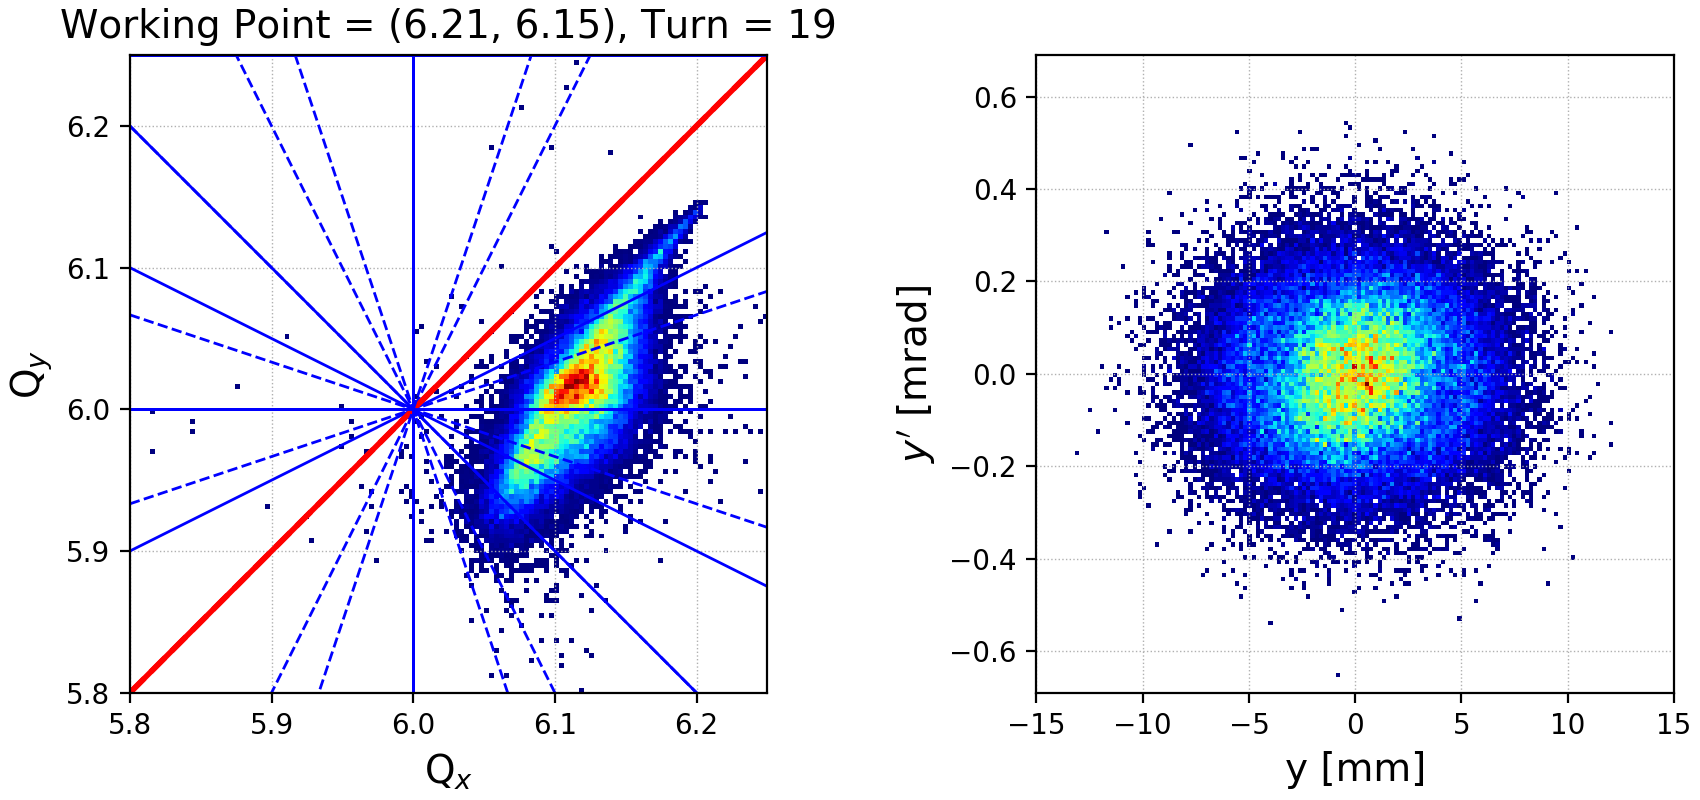 Working Point = (6.21, 6.15), Turn = 19
6.2
6.1
6.0
5.9
5.8
5.8 5.9 6.0 6.1 6.2
Qx
Qy
0.6
0.4
0.2
0.0
−0.2
−0.4
−0.6
−15 −10 −5 0 5 10 15
y [mm]
y′ [mrad]